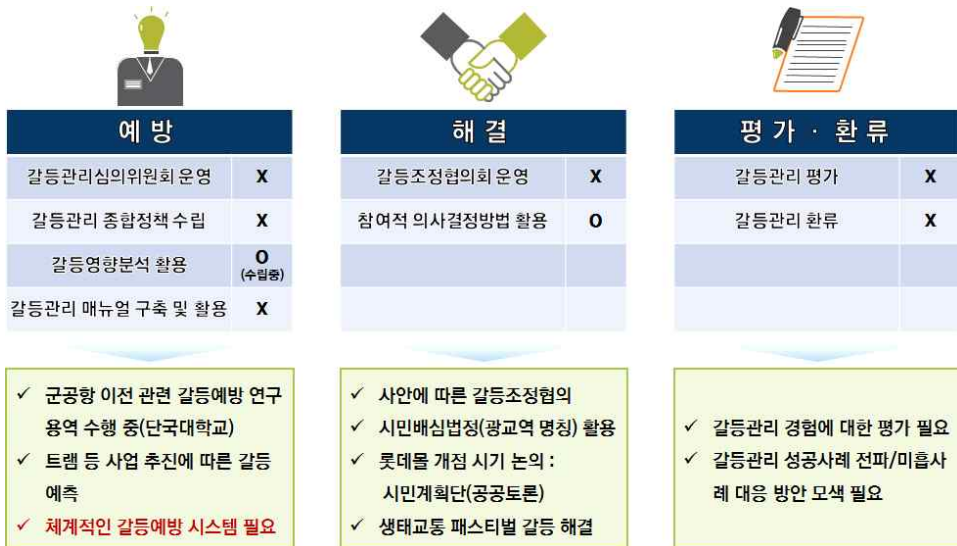 예 방
갈등관리심의위원회 운영 X
갈등관리 종합정책 수립 X
갈등영향분석 활용 O
(수립중)
갈등관리 매뉴얼 구축 및 활용 X
✓ 군공항 이전 관련 갈등예방 연구
용역 수행 중(단국대학교)
✓ 트램 등 사업 추진에 따른 갈등
예측
✓ 체계적인 갈등예방 시스템 필요
해 결
갈등조정협의회 운영 X
참여적 의사결정방법 활용 O
✓ 사안에 따른 갈등조정협의
✓ 시민배심법정(광교역 명칭) 활용
✓ 롯데몰 개점 시기 논의 :
시민계획단(공공토론)
✓ 생태교통 패스티벌 갈등 해결
평 가 · 환 류
갈등관리 평가 X
갈등관리 환류 X
✓ 갈등관리 경험에 대한 평가 필요
✓ 갈등관리 성공사례 전파/미흡사
례 대응 방안 모색 필요